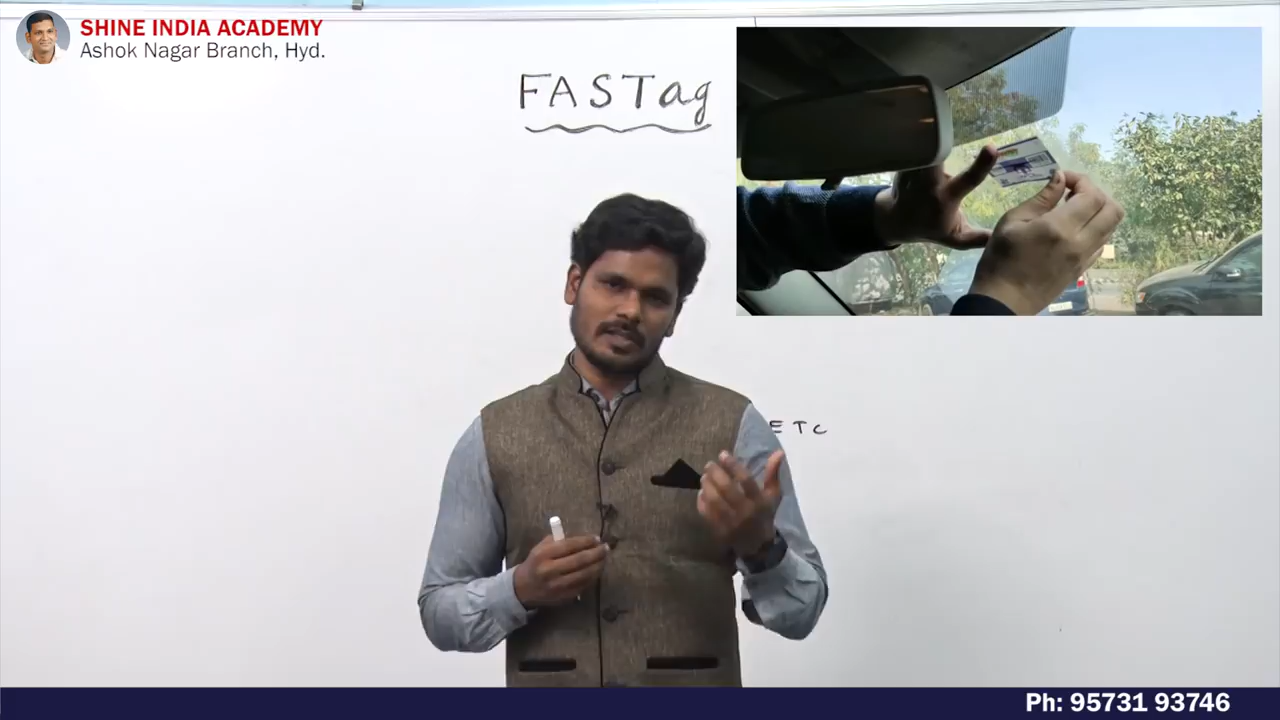 SHINE INDIA ACADEMY
Ashok Nagar Branch, Hyd.
FASTag
ETC
Ph: 95731 93746